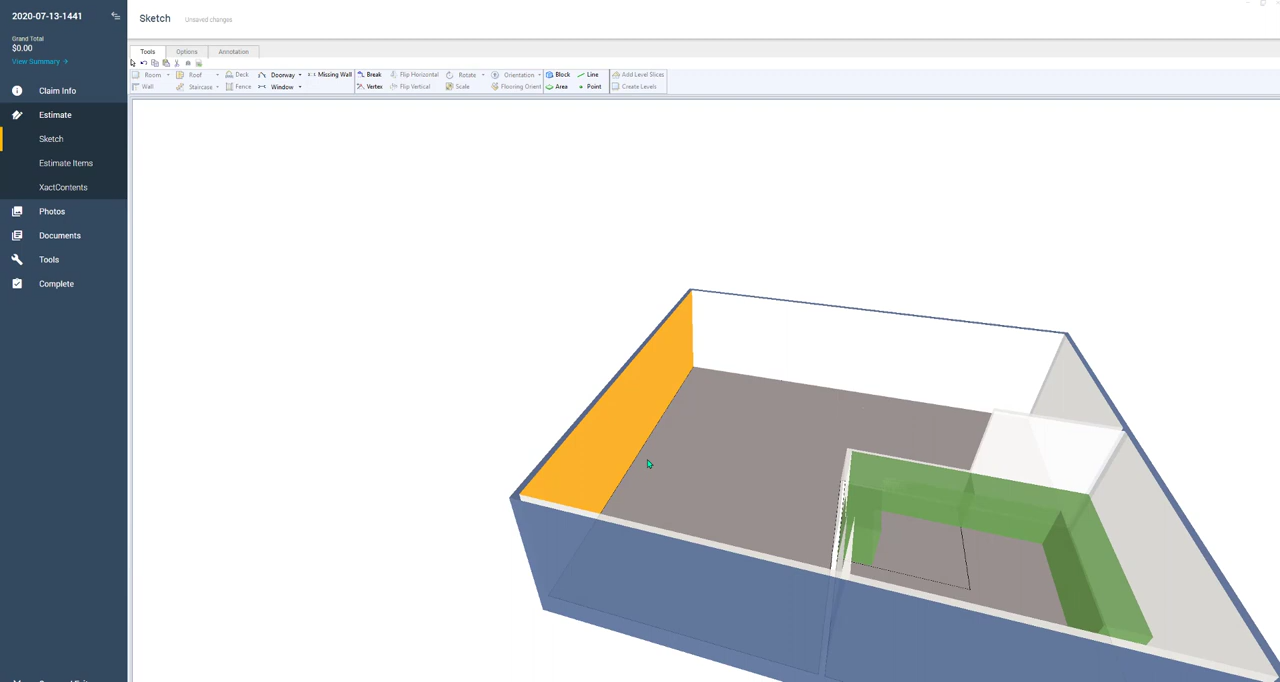 2020-07-13-1441
Grand Total
$0.00
View Summary
Claim Info
Estimate
Sketch
Estimate Items
XactContents
Photos
Documents
Tools
Complete
Sketch Unsaved changes
Tools Options Annotation
Room Roof Deck Doorway Missing Wall Break Flip Horizontal Rotate Orientation Block Line Add Level Slices
Wall Staircase Fence Window Vertex Flip Vertical Scale Flooring Orient Area Point Create Levels